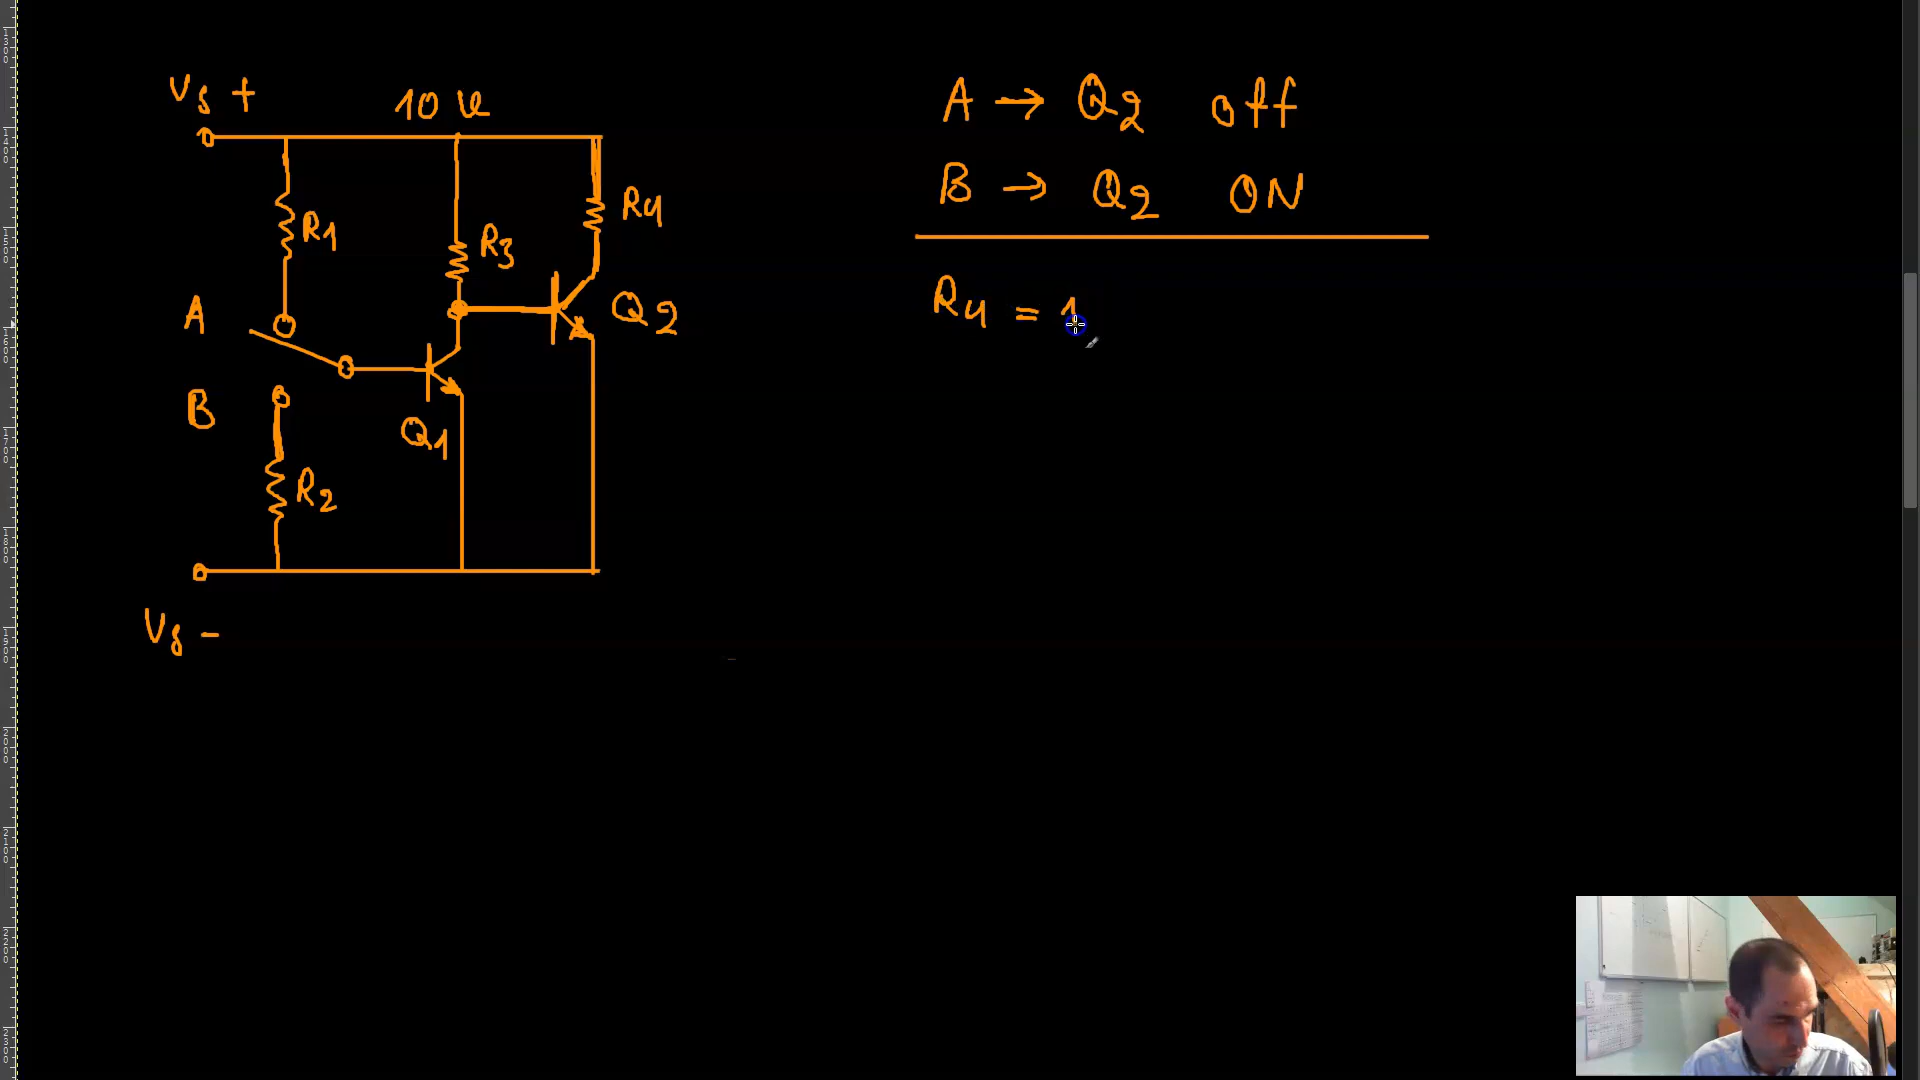 Vs +
10 V
R1
R3
R4
A
Q2
B
Q1
R2
Vs -
A → Q2 off
B → Q2 ON
R4 = 1